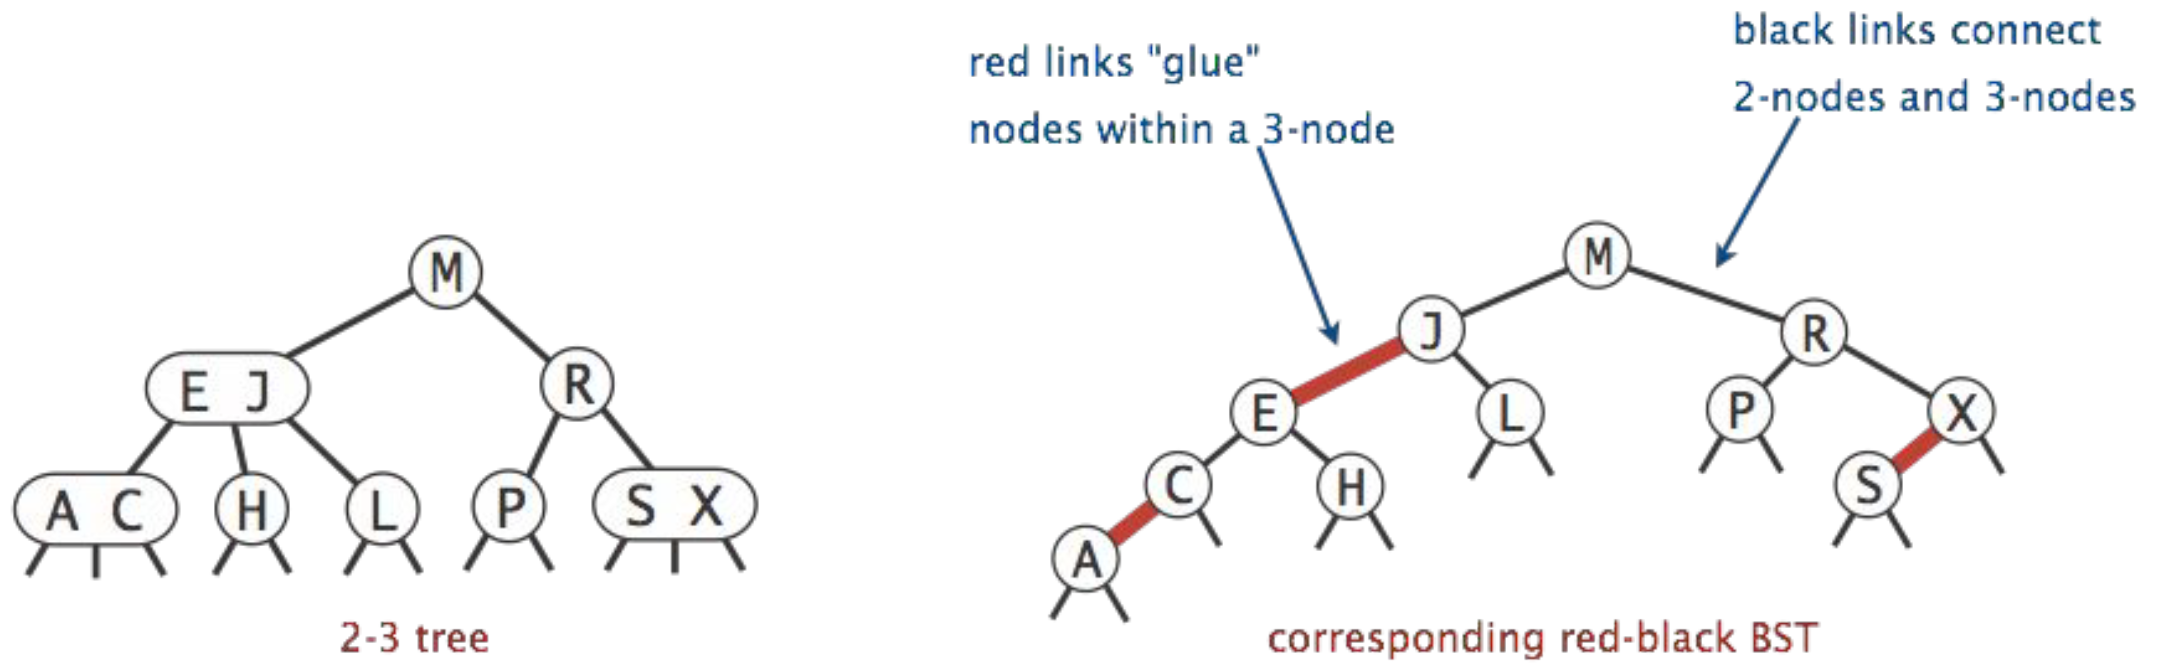 red links "glue"
nodes within a 3-node
black links connect
2-nodes and 3-nodes
M
E J
R
A C
H
L
P
S X
2-3 tree
M
J
R
E
L
P
X
C
H
S
A
corresponding red-black BST